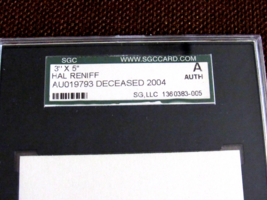 SGC WWW.SGCCARD.COM
3" X 5" A
HAL RENIFF AUTH
AU019793 DECEASED 2004
SG, LLC 1360383-005